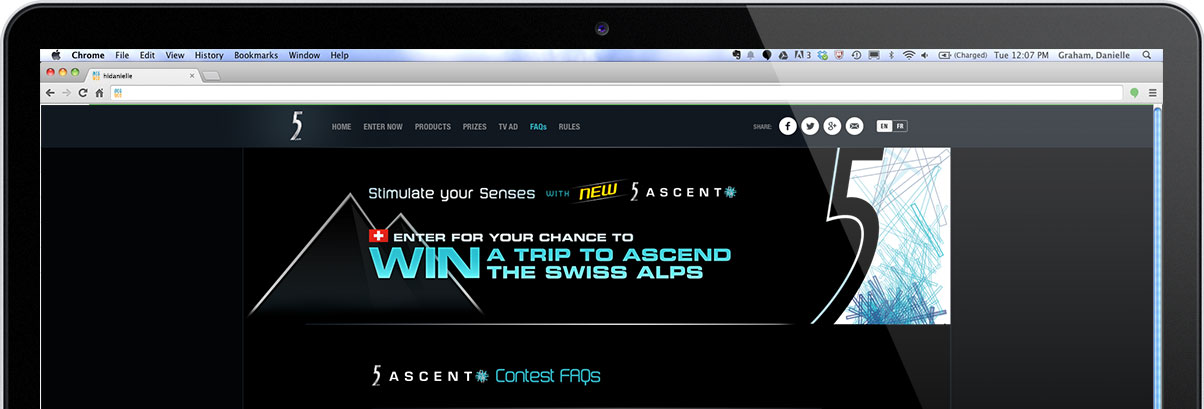 Chrome File Edit View History Bookmarks Window Help 3 (Charged) Tue 12:07 PM Graham, Danielle
hidanielle
5 HOME ENTER NOW PRODUCTS PRIZES TV AD FAQs RULES SHARE: f g+ EN FR
Stimulate your Senses WITH NEW 5 ASCENT
5
ENTER FOR YOUR CHANCE TO
WIN A TRIP TO ASCEND
THE SWISS ALPS
5 ASCENT Contest FAQs